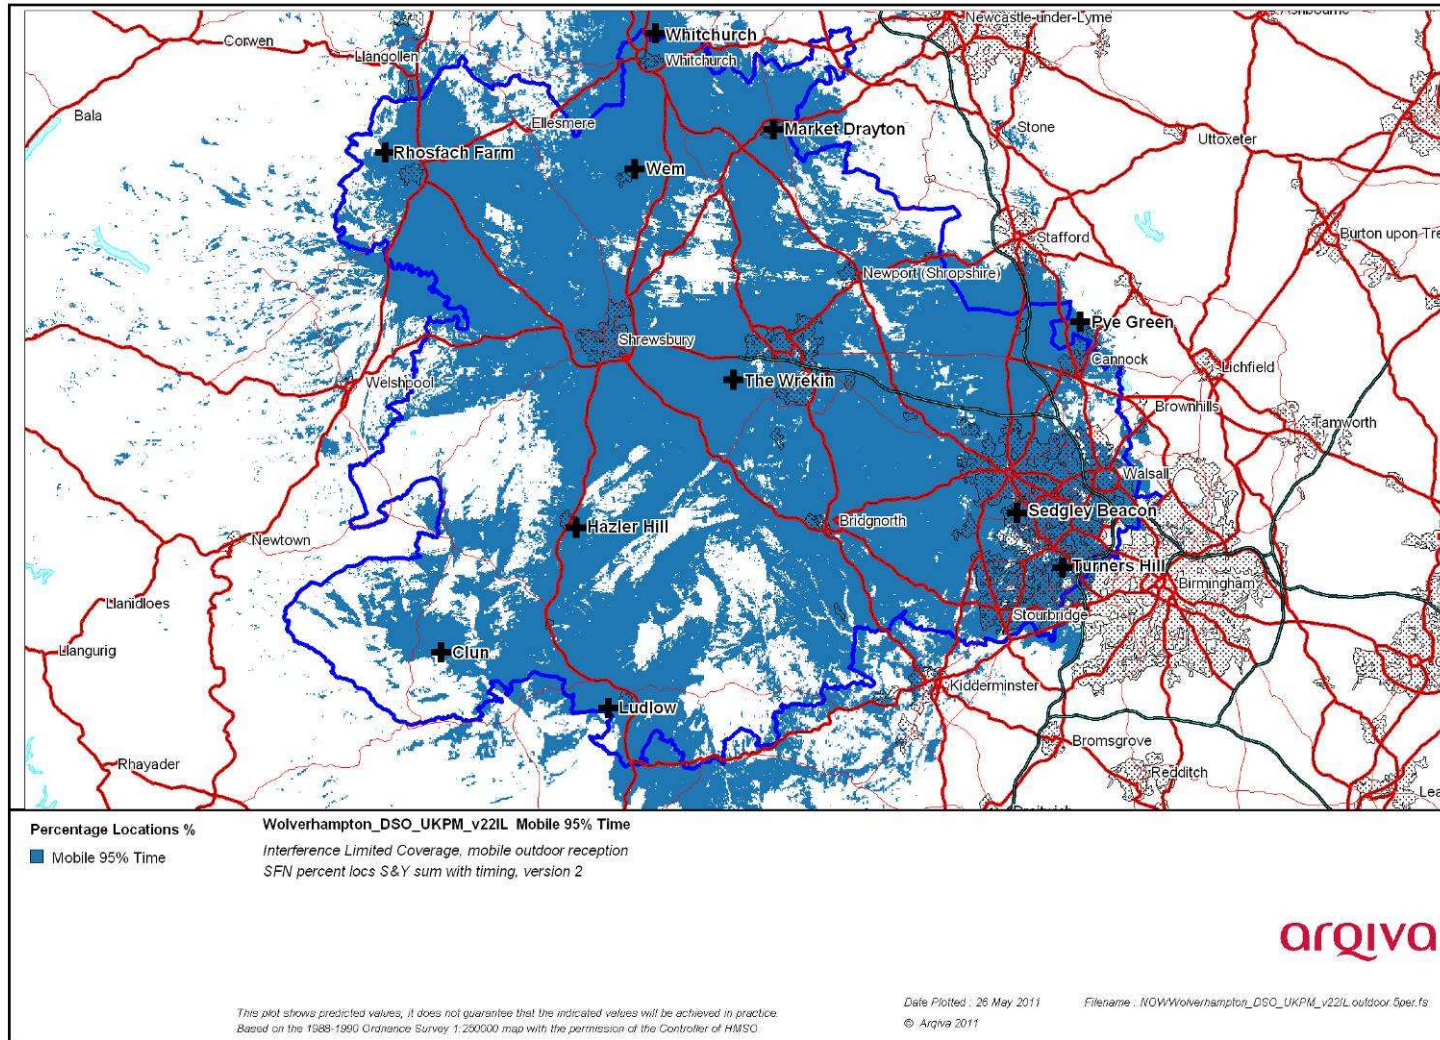 Newcastle-under-Lyme
Corwen
Whitchurch
Llangollen
Whitchurch
Bala
Ellesmere
Market Drayton
Stone
Uttoxeter
Rhosfach Farm
Wem
Stafford
Burton upon Tre
Newport (Shropshire)
Pye Green
Shrewsbury
Cannock
Lichfield
Welshpool
The Wrekin
Brownhills
Tamworth
Walsall
Sedgley Beacon
Hazler Hill
Bridgnorth
Newtown
Turners Hill
Birmingham
Llanidloes
Stourbridge
Llangurig
Clun
Kidderminster
Ludlow
Bromsgrove
Rhayader
Redditch
Lea
Percentage Locations %
Mobile 95% Time
Wolverhampton_DSO_UKPM_v22IL Mobile 95% Time
Interference Limited Coverage, mobile outdoor reception
SFN percent locs S&Y sum with timing, version 2
arqiva
This plot shows predicted values; it does not guarantee that the indicated values will be achieved in practice.
Based on the 1988-1990 Ordnance Survey 1:250000 map with the permission of the Controller of HMSO
Date Plotted : 26 May 2011
© Arqiva 2011
Filename : NOWWolverhampton_DSO_UKPM_v22IL.outdoor.5per.fs